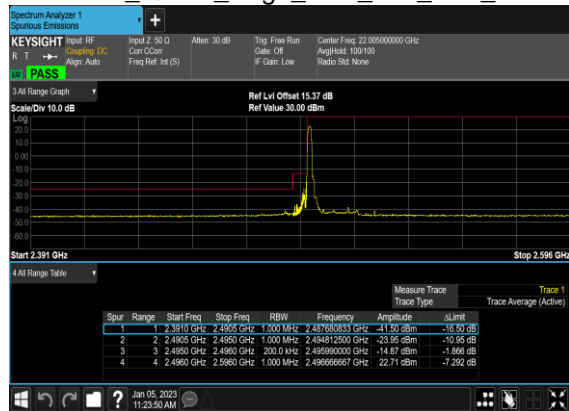 Spectrum Analyzer 1
Spurious Emissions
+
KEYSIGHT
R T
LW PASS
Input: RF
Coupling: DC
Align: Auto
Input Z: 50 Ω
Corr CCorr
Freq Ref: Int (S)
Atten: 30 dB
Trig: Free Run
Gate: Off
IF Gain: Low
Center Freq: 22.005000000 GHz
Avg|Hold: 100/100
Radio Std: None
3 All Range Graph
Ref Lvl Offset 15.37 dB
Scale/Div 10.0 dB
Ref Value 30.00 dBm
Log
20.0
10.0
0.00
-10.0
-20.0
-30.0
-40.0
-50.0
-60.0
Start 2.391 GHz
Stop 2.596 GHz
4 All Range Table
Measure Trace Trace 1
Trace Type Trace Average (Active)
Spur Range Start Freq Stop Freq RBW Frequency Amplitude ΔLimit
1 1 2.3910 GHz 2.4905 GHz 1.000 MHz 2.487680833 GHz -41.50 dBm -16.50 dB
2 2 2.4905 GHz 2.4950 GHz 1.000 MHz 2.494812500 GHz -23.95 dBm -10.95 dB
3 3 2.4950 GHz 2.4960 GHz 200.0 kHz 2.495990000 GHz -14.87 dBm -1.866 dB
4 4 2.4960 GHz 2.5960 GHz 1.000 MHz 2.496666667 GHz 22.71 dBm -7.292 dB
?
Jan 05, 2023
11:23:50 AM